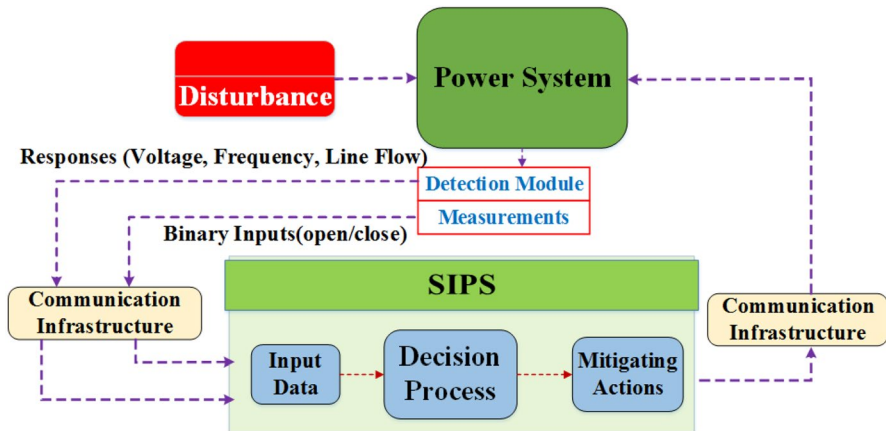 Power System
Disturbance
Responses (Voltage, Frequency, Line Flow)
Detection Module
Measurements
Binary Inputs(open/close)
SIPS
Communication
Infrastructure
Communication
Infrastructure
Input
Data
Decision
Process
Mitigating
Actions